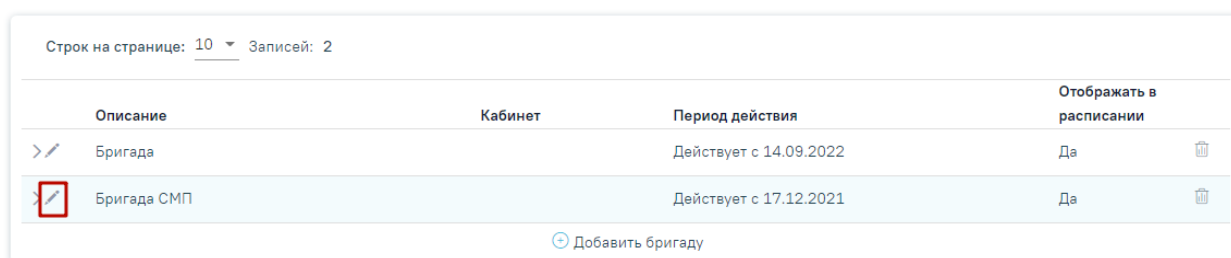 Строк на странице: 10 Записей: 2
Описание Кабинет Период действия Отображать в расписании
Бригада Действует с 14.09.2022 Да
Бригада СМП Действует с 17.12.2021 Да
Добавить бригаду